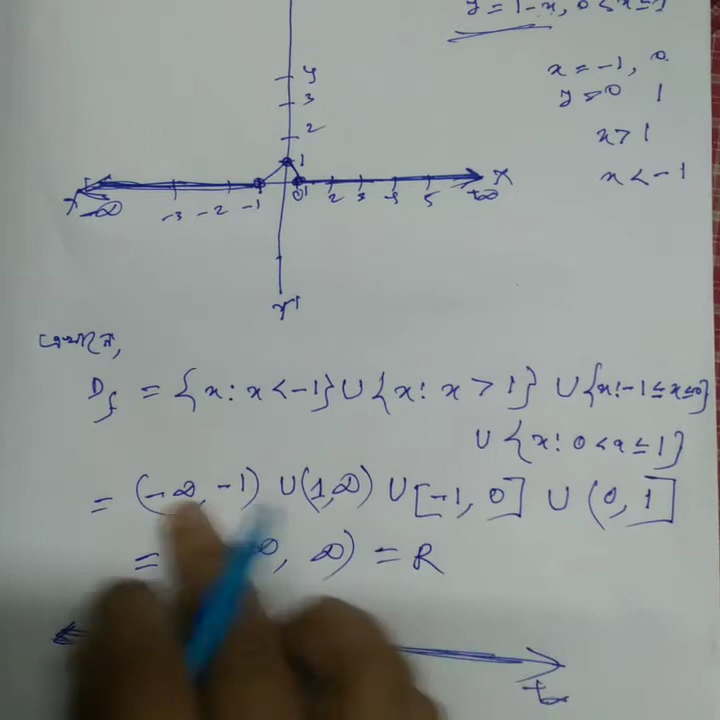 y = 1-x, 0<x≤1
x = -1, 0
y = 0 1
x > 1
x < -1
4
3
2
1
-∞ -3 -2 -1 0 1 2 3 4 5 +∞ X
Y'
D_f = {x: x<-1} ∪ {x: x>1} ∪ {x: -1≤x≤0}
∪ {x: 0<x≤1}
= (-∞, -1) ∪ (1, ∞) ∪ [-1, 0] ∪ (0, 1]
= ∞, ∞) = R
+∞